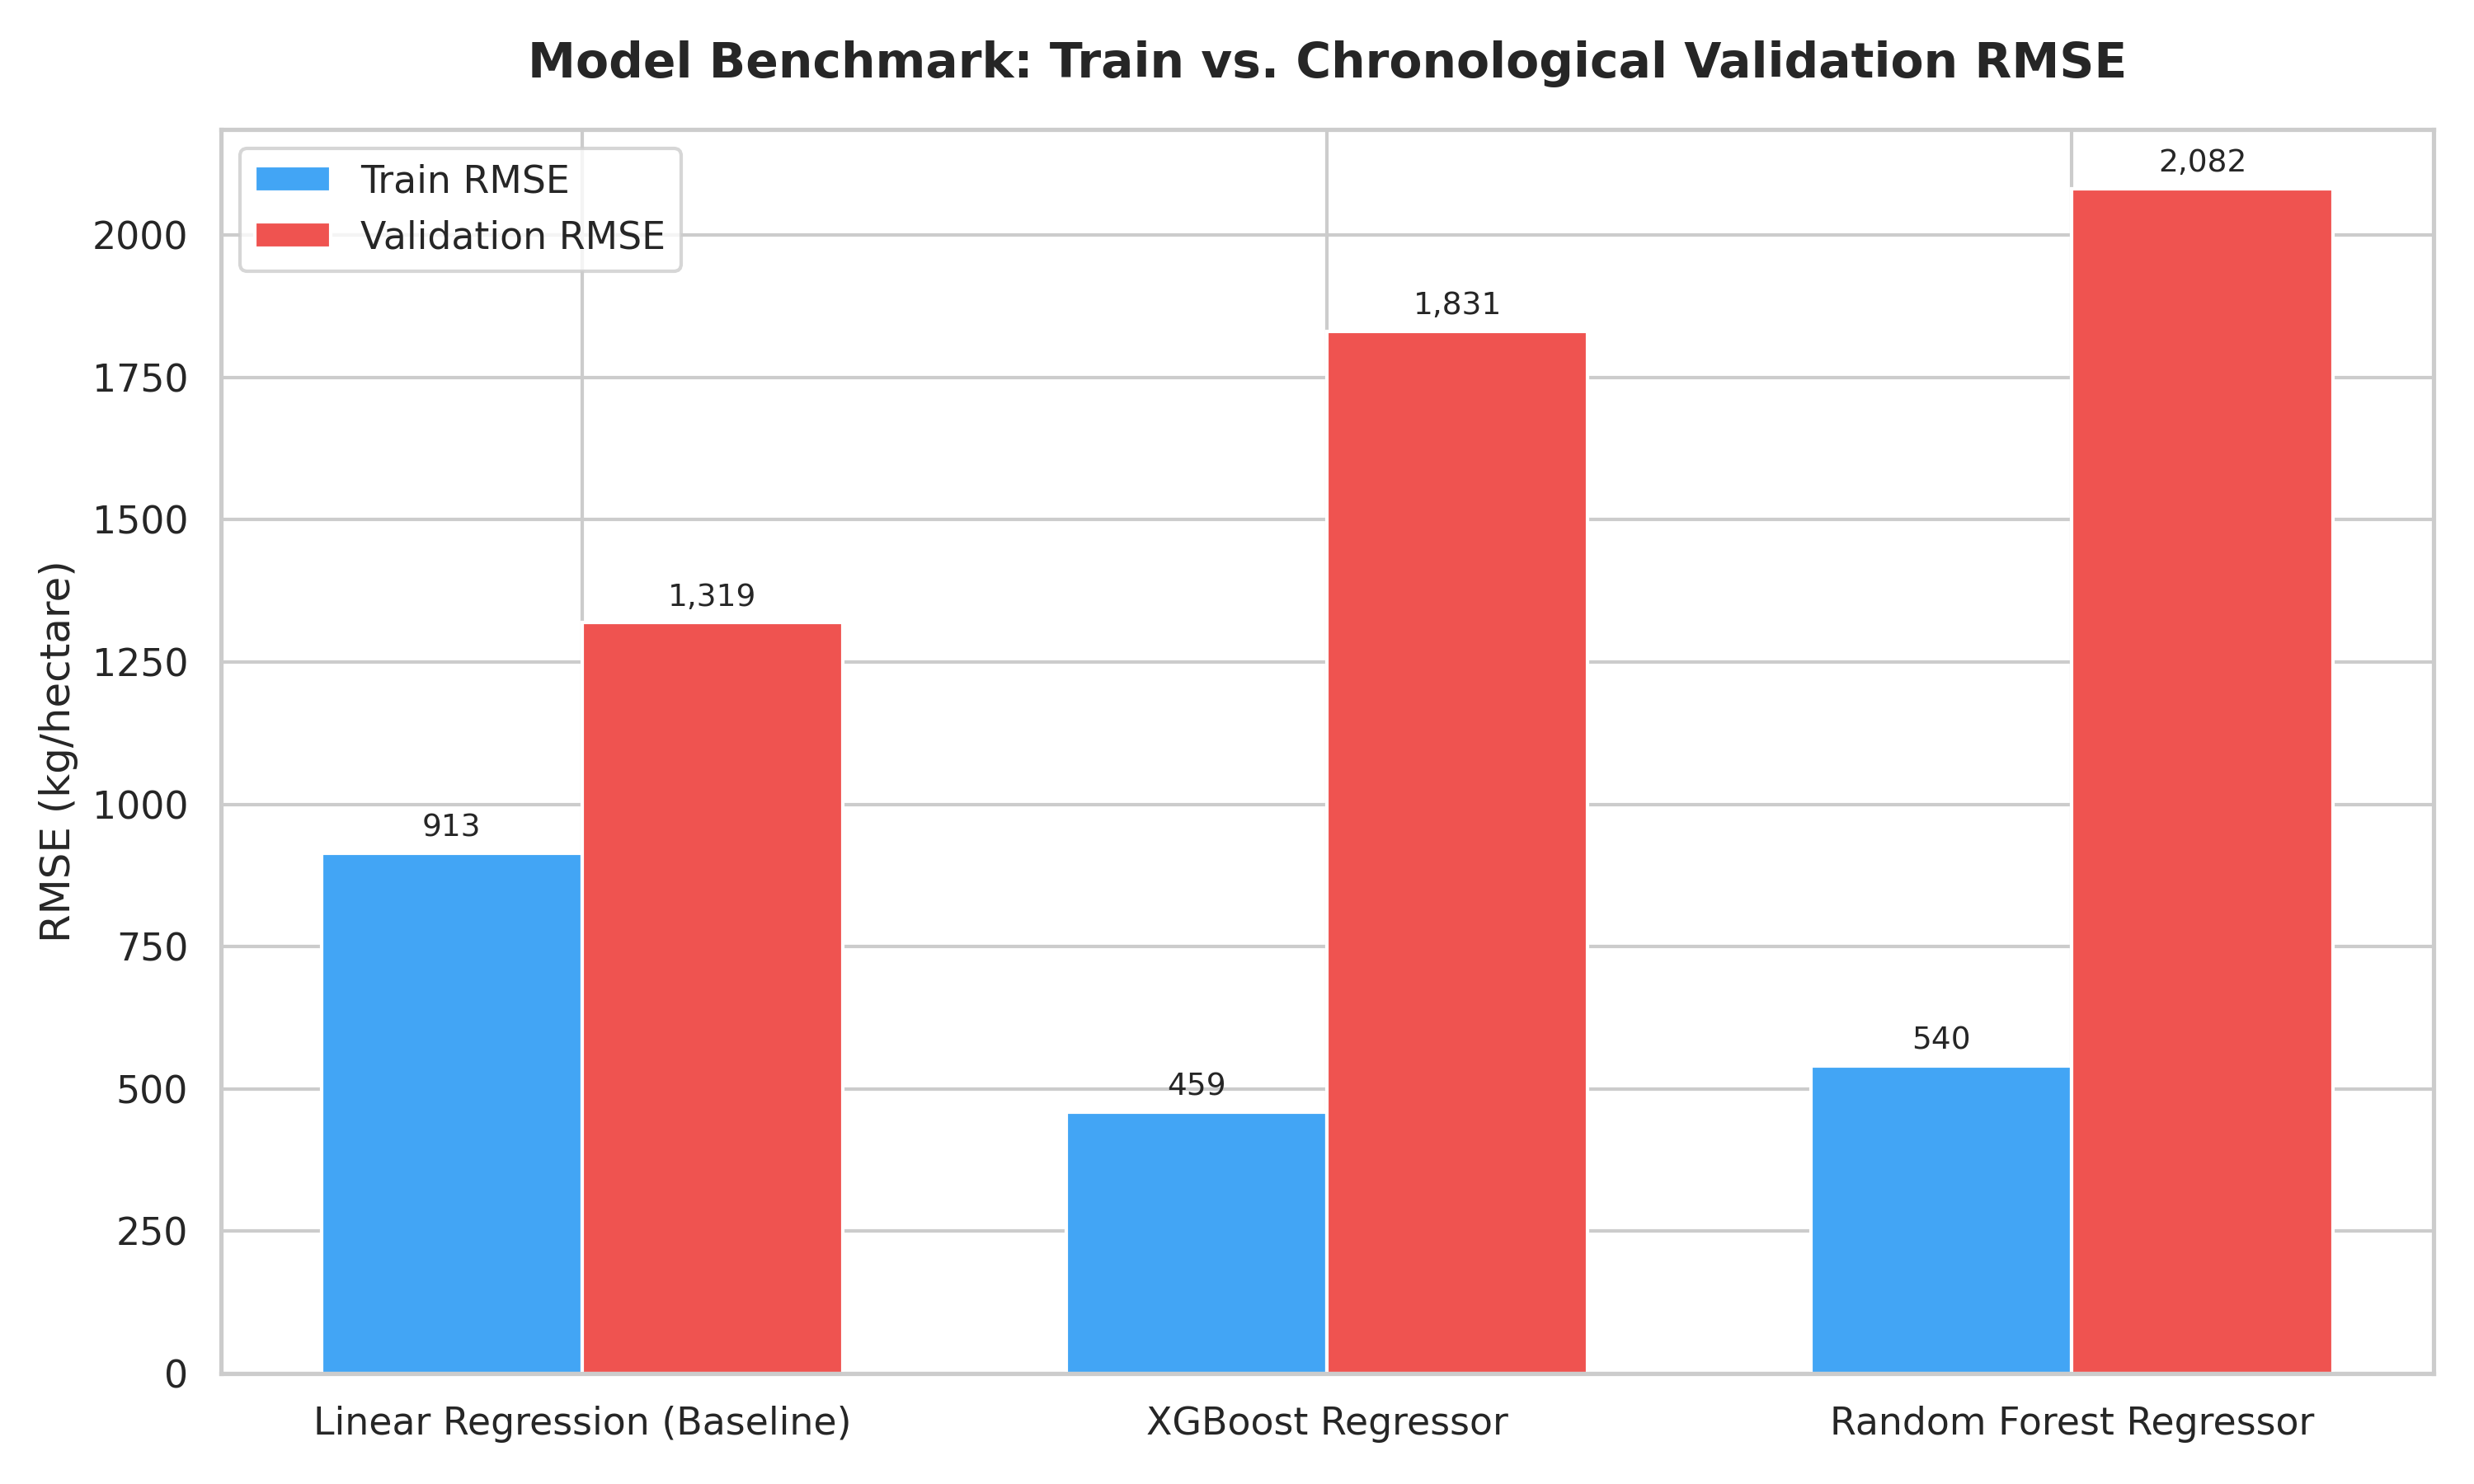 Model Benchmark: Train vs. Chronological Validation RMSE
Train RMSE
Validation RMSE
RMSE (kg/hectare)
2000
1750
1500
1250
1000
750
500
250
0
913
1,319
459
1,831
540
2,082
Linear Regression (Baseline)
XGBoost Regressor
Random Forest Regressor